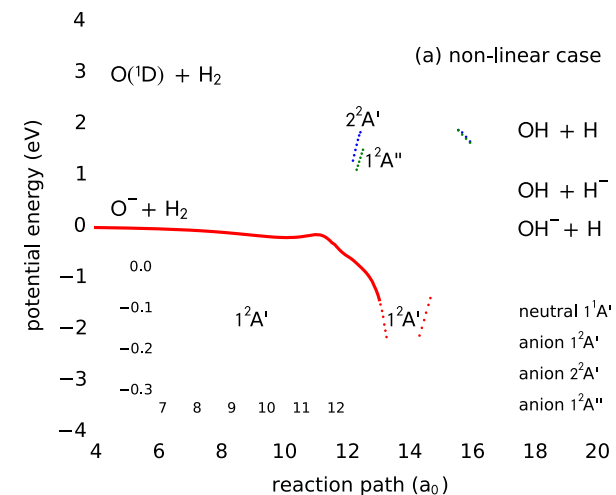 4
(a) non-linear case
3
O(¹D) + H₂
2
2²A'
OH + H
1²A"
1
OH + H⁻
O⁻ + H₂
0
OH⁻ + H
0.0
−1
−0.1
1²A'
1²A'
neutral 1¹A'
−2
−0.2
anion 1²A'
−3
−0.3
anion 2²A'
7 8 9 10 11 12
anion 1²A"
−4
4 6 8 10 12 14 16 18 20
reaction path (a₀)
potential energy (eV)